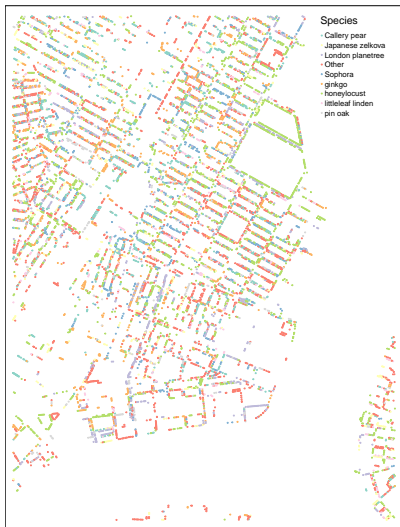 Species
Callery pear
Japanese zelkova
London planetree
Other
Sophora
ginkgo
honeylocust
littleleaf linden
pin oak